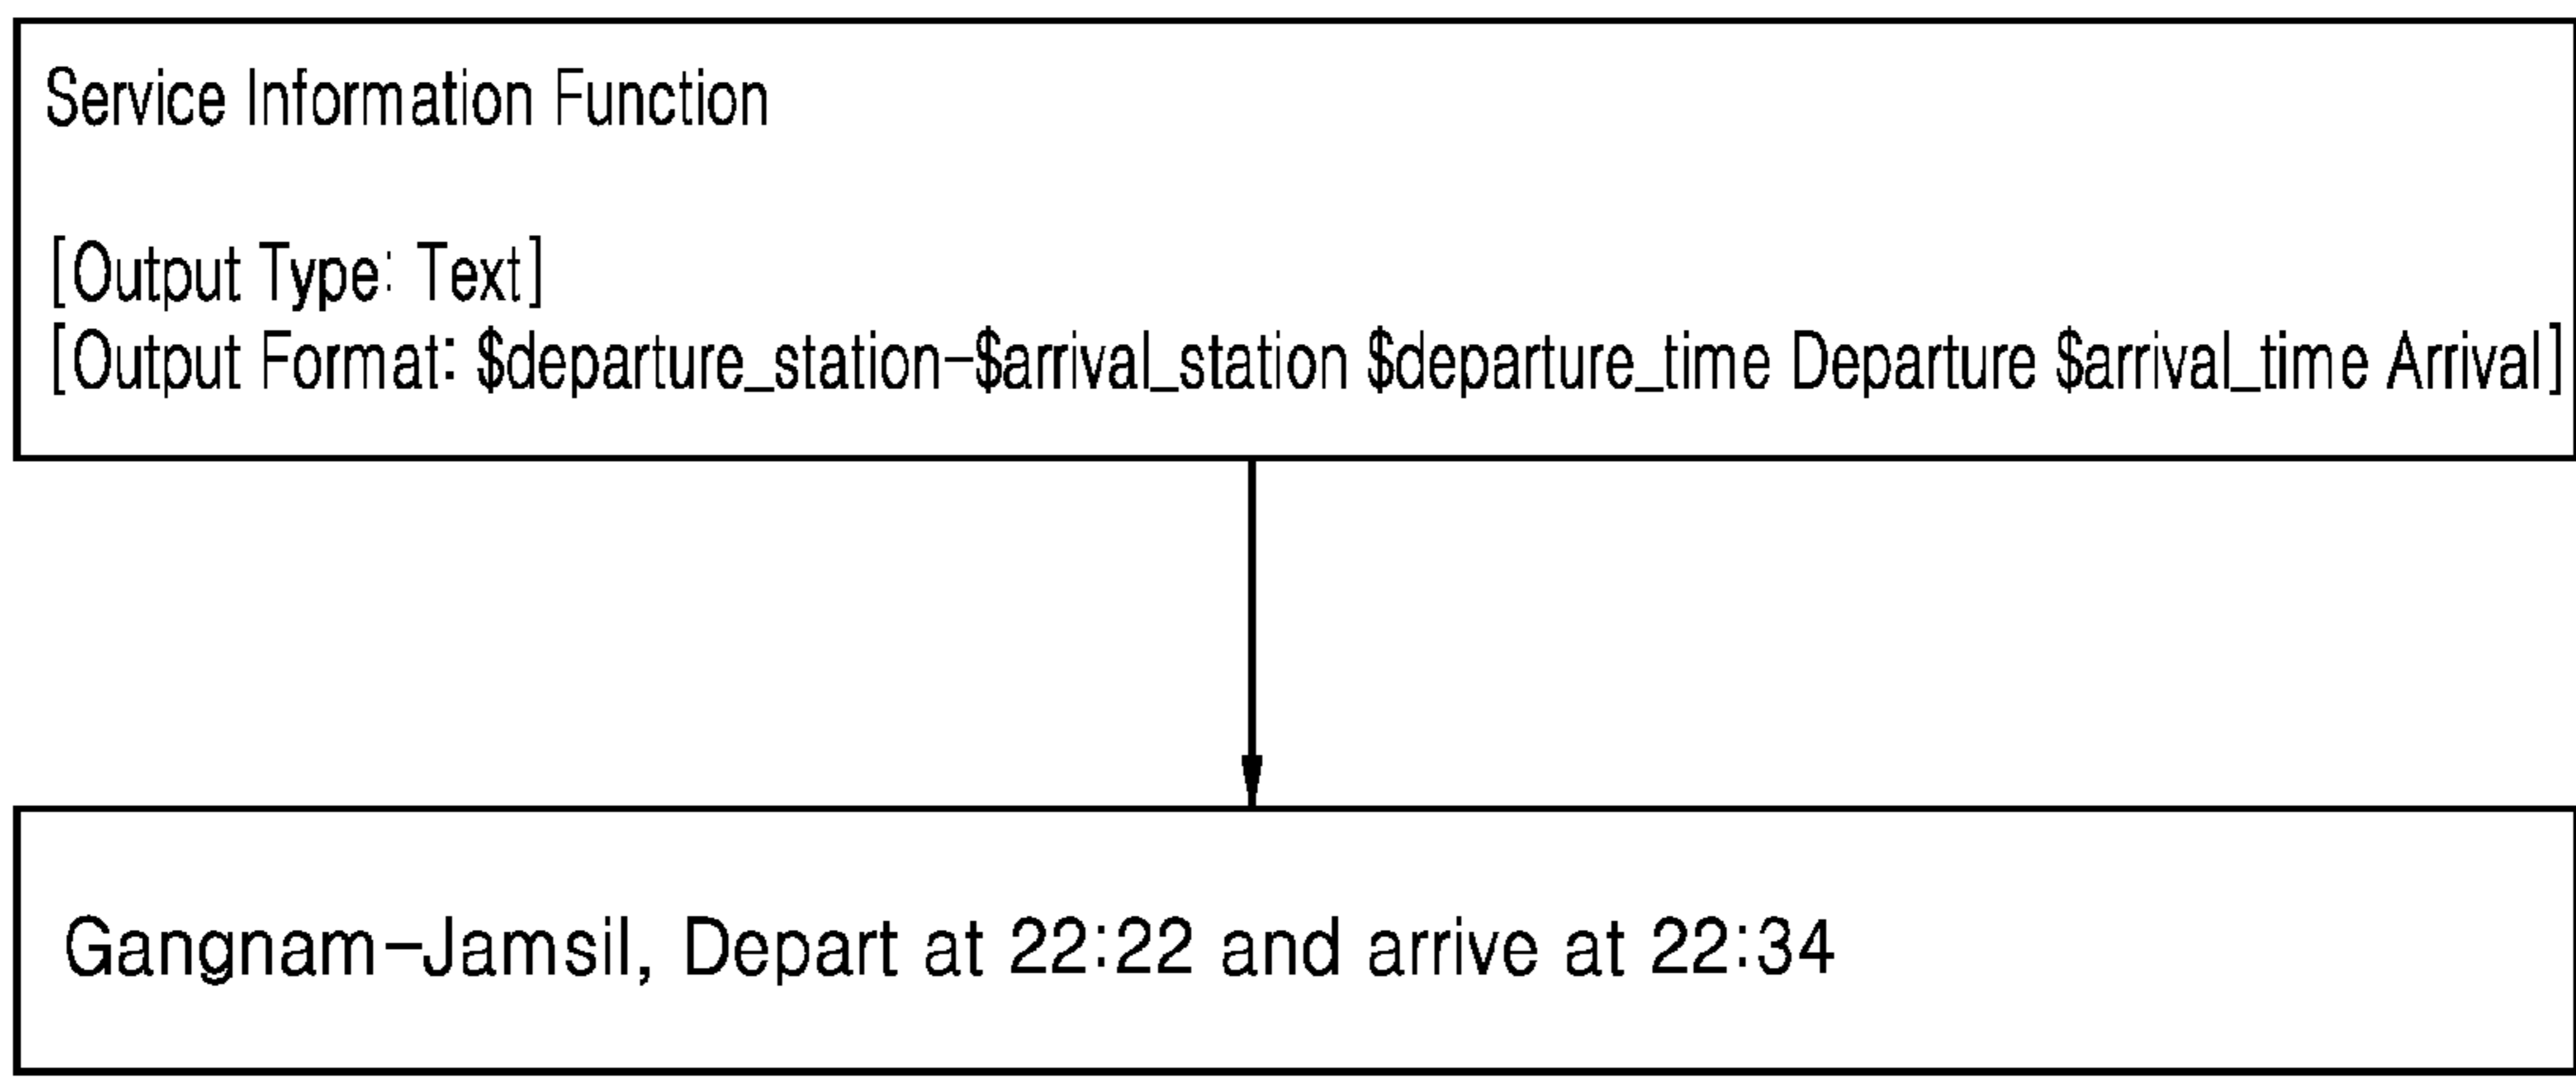 Service Information Function
[Output Type: Text]
[Output Format: $departure_station-$arrival_station $departure_time Departure $arrival_time Arrival]
Gangnam-Jamsil, Depart at 22:22 and arrive at 22:34